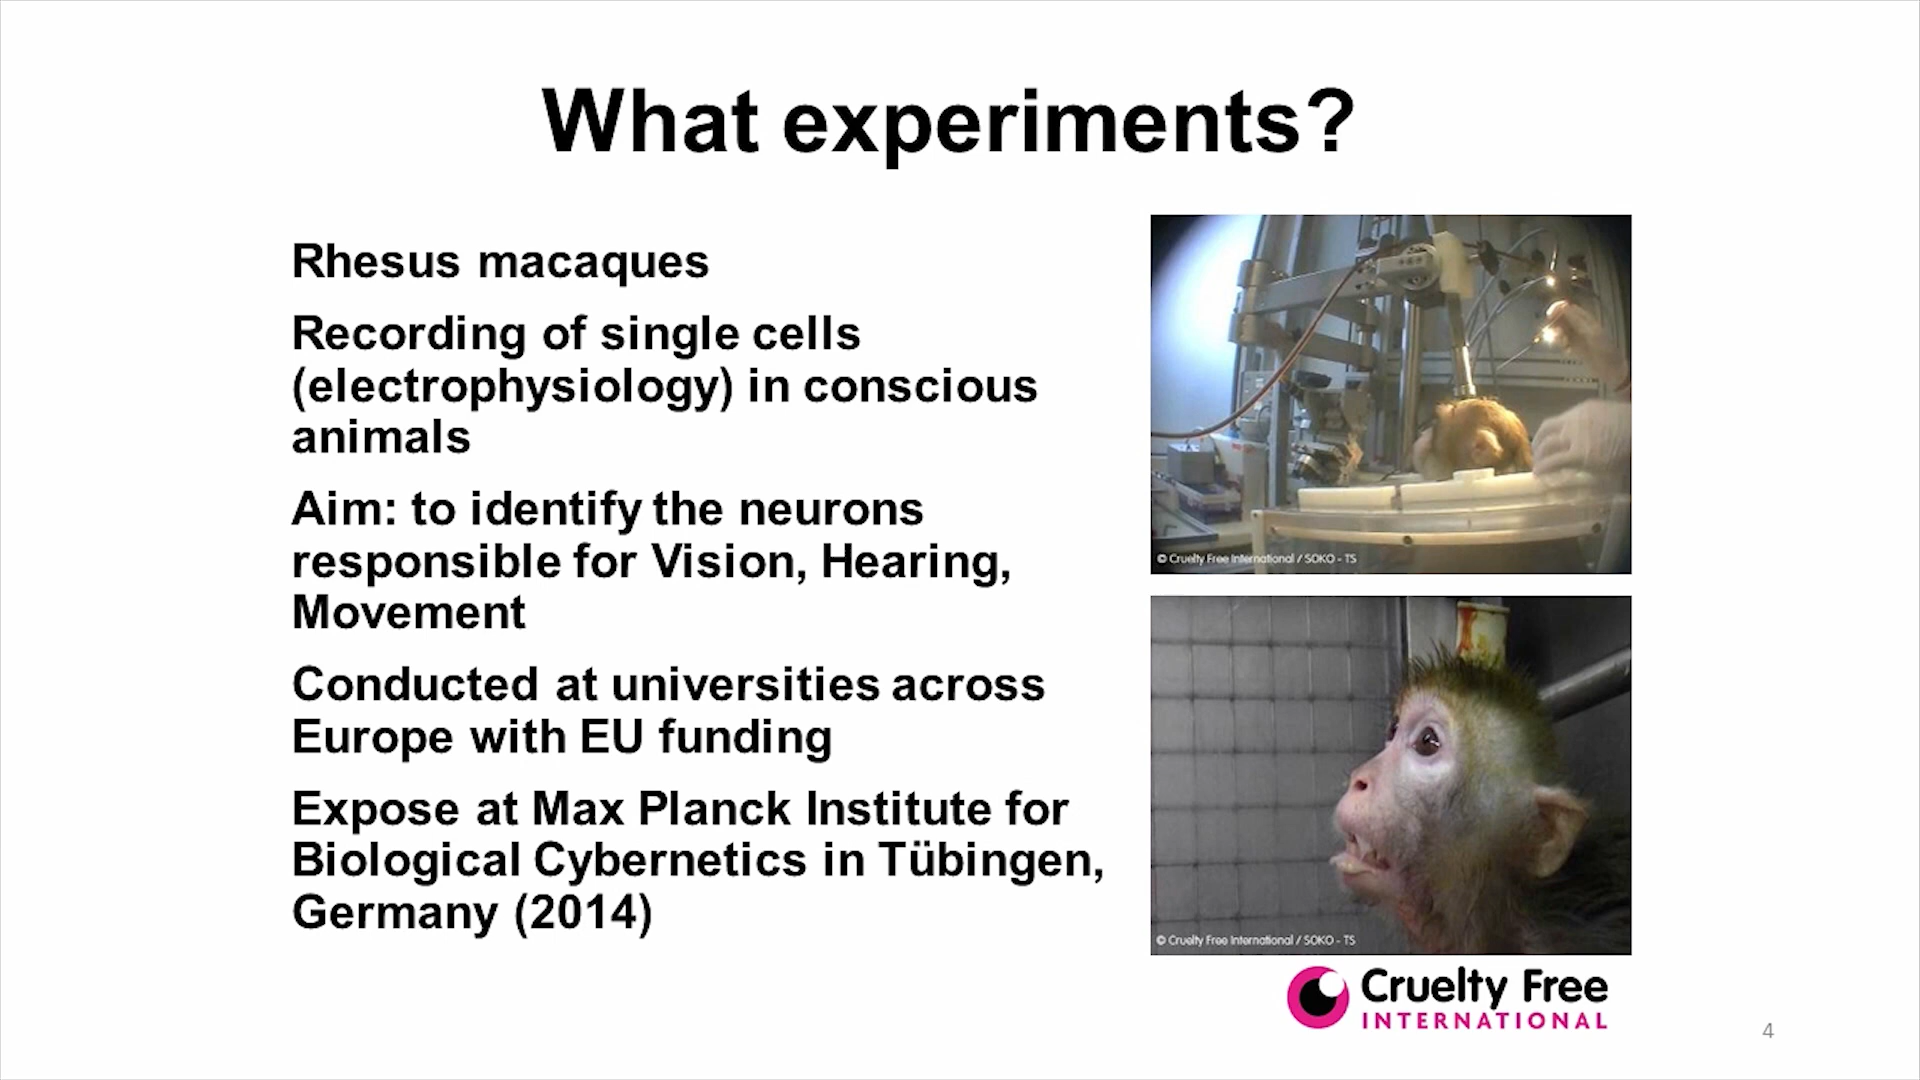 What experiments?
Rhesus macaques
Recording of single cells
(electrophysiology) in conscious
animals
Aim: to identify the neurons
responsible for Vision, Hearing,
Movement
Conducted at universities across
Europe with EU funding
Expose at Max Planck Institute for
Biological Cybernetics in Tübingen,
Germany (2014)
© Cruelty Free International / SOKO - TS
© Cruelty Free International / SOKO - TS
Cruelty Free
INTERNATIONAL
4